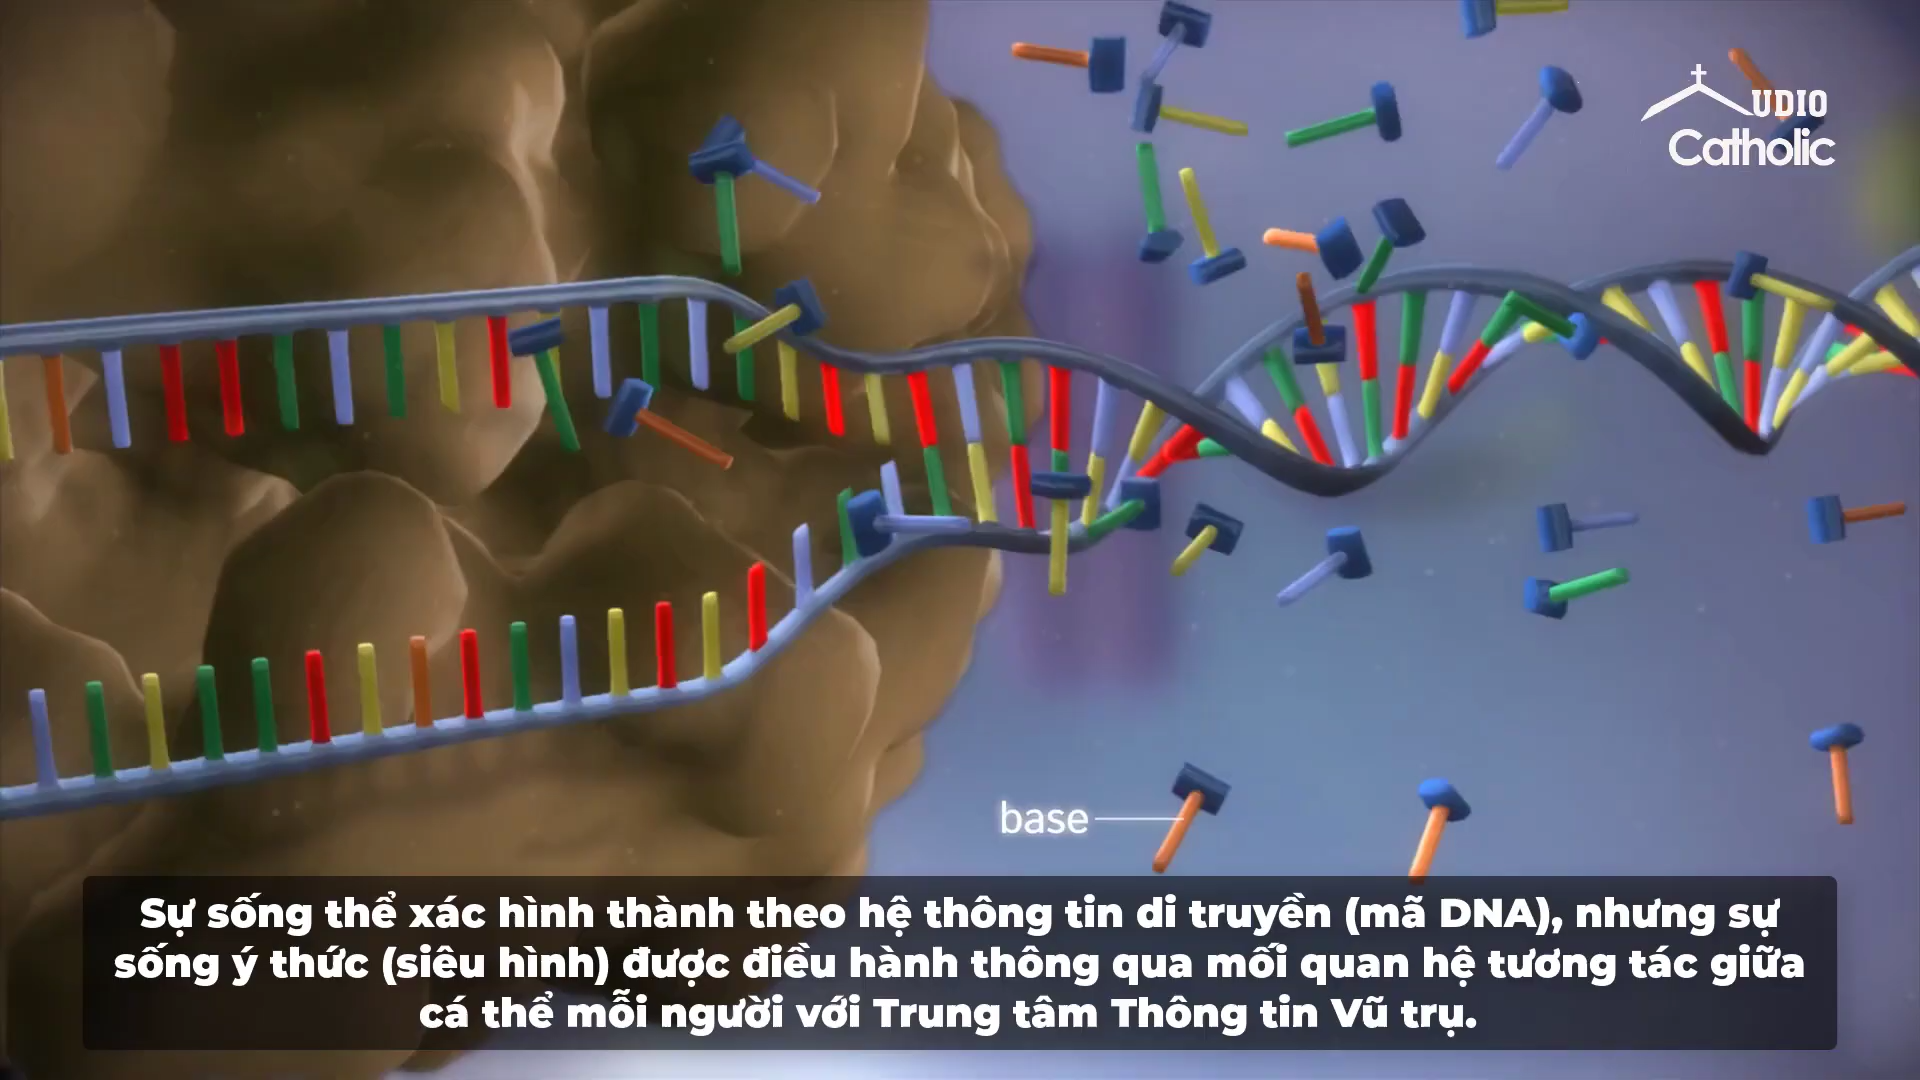 UDIO
Catholic
base
Sự sống thể xác hình thành theo hệ thông tin di truyền (mã DNA), nhưng sự
sống ý thức (siêu hình) được điều hành thông qua mối quan hệ tương tác giữa
cá thể mỗi người với Trung tâm Thông tin Vũ trụ.